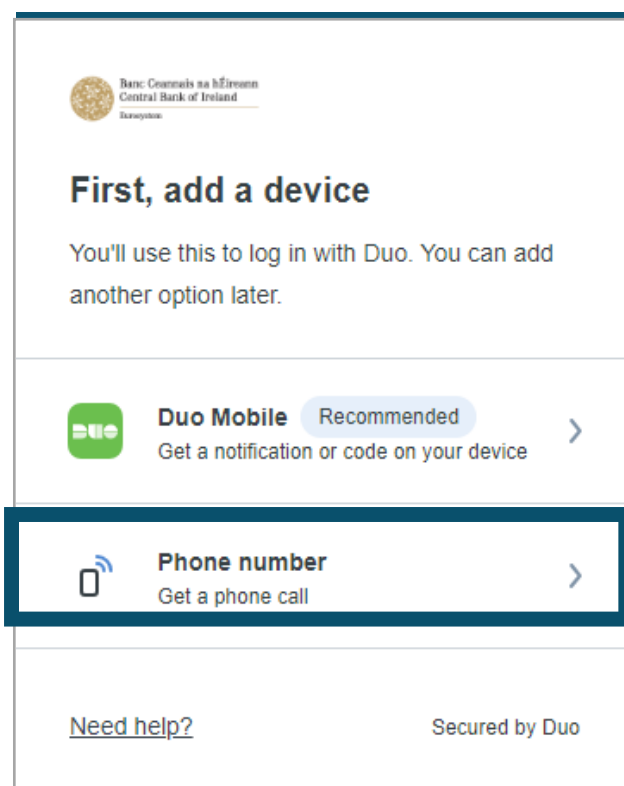 Banc Ceannais na hÉireann
Central Bank of Ireland
Eurosystem
First, add a device
You'll use this to log in with Duo. You can add
another option later.
DUO
Duo Mobile Recommended
Get a notification or code on your device
Phone number
Get a phone call
Need help? Secured by Duo